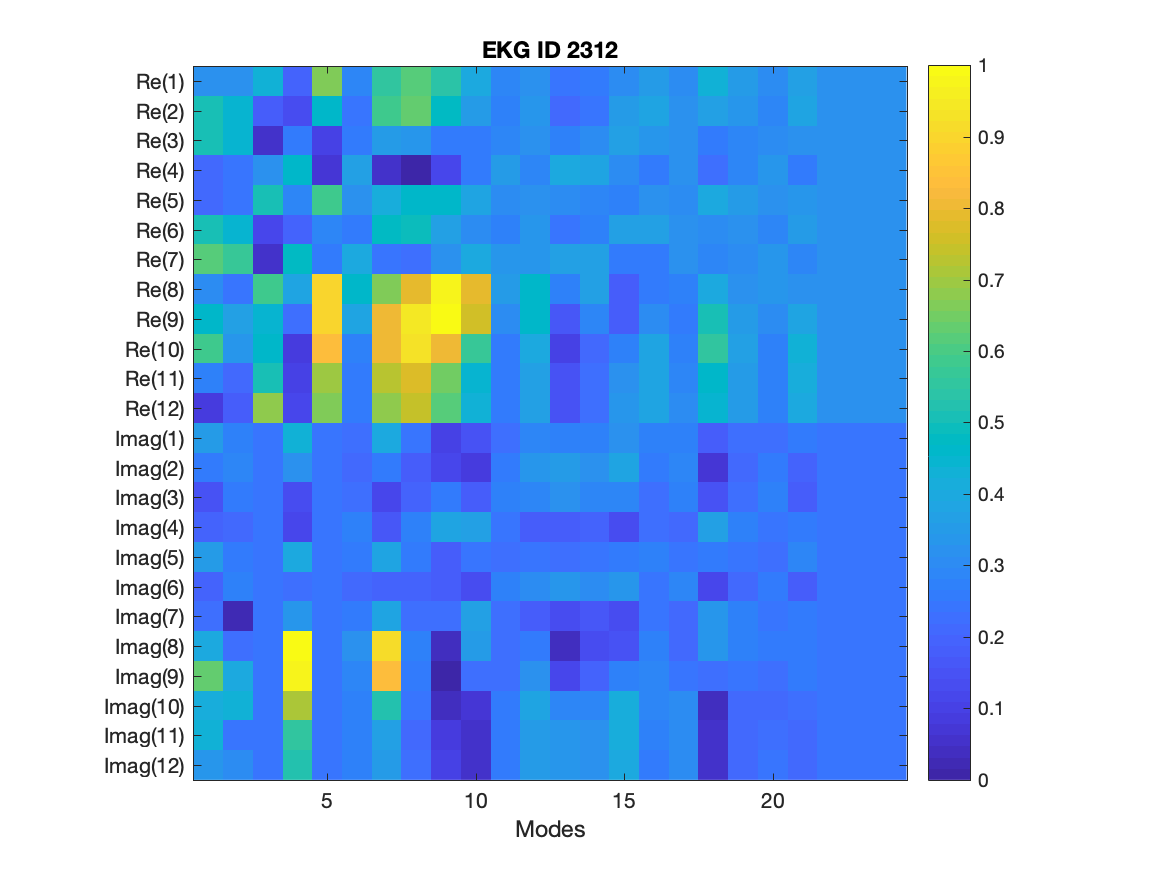 EKG ID 2312
Re(1)
Re(2)
Re(3)
Re(4)
Re(5)
Re(6)
Re(7)
Re(8)
Re(9)
Re(10)
Re(11)
Re(12)
Imag(1)
Imag(2)
Imag(3)
Imag(4)
Imag(5)
Imag(6)
Imag(7)
Imag(8)
Imag(9)
Imag(10)
Imag(11)
Imag(12)
5 10 15 20
Modes
1
0.9
0.8
0.7
0.6
0.5
0.4
0.3
0.2
0.1
0